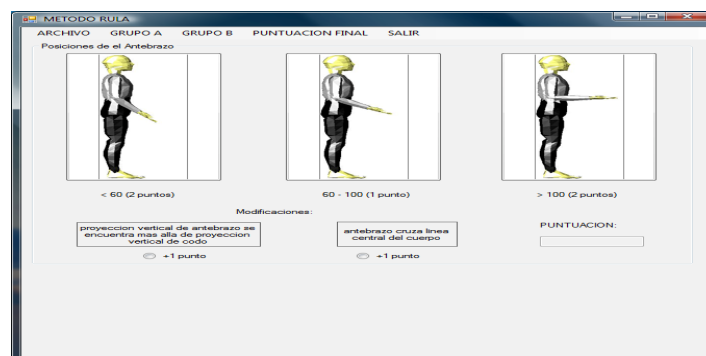 METODO RULA
ARCHIVO GRUPO A GRUPO B PUNTUACION FINAL SALIR
Posiciones de el Antebrazo
< 60 (2 puntos) 60 - 100 (1 punto) > 100 (2 puntos)
Modificaciones:
proyeccion vertical de antebrazo se
encuentra mas alla de proyeccion
vertical de codo
+1 punto
antebrazo cruza linea
central del cuerpo
+1 punto
PUNTUACION: